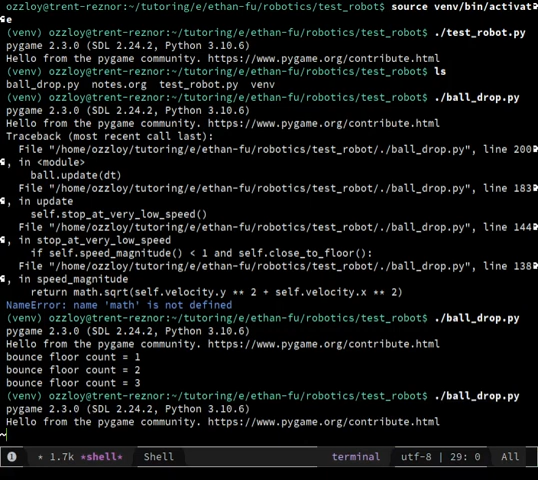 ozzloy@trent-reznor:~/tutoring/e/ethan-fu/robotics/test_robot$ source venv/bin/activat
e
(venv) ozzloy@trent-reznor:~/tutoring/e/ethan-fu/robotics/test_robot$ ./test_robot.py
pygame 2.3.0 (SDL 2.24.2, Python 3.10.6)
Hello from the pygame community. https://www.pygame.org/contribute.html
(venv) ozzloy@trent-reznor:~/tutoring/e/ethan-fu/robotics/test_robot$ ls
ball_drop.py  notes.org  test_robot.py  venv
(venv) ozzloy@trent-reznor:~/tutoring/e/ethan-fu/robotics/test_robot$ ./ball_drop.py
pygame 2.3.0 (SDL 2.24.2, Python 3.10.6)
Hello from the pygame community. https://www.pygame.org/contribute.html
Traceback (most recent call last):
  File "/home/ozzloy/tutoring/e/ethan-fu/robotics/test_robot/./ball_drop.py", line 200
, in <module>
    ball.update(dt)
  File "/home/ozzloy/tutoring/e/ethan-fu/robotics/test_robot/./ball_drop.py", line 183
, in update
    self.stop_at_very_low_speed()
  File "/home/ozzloy/tutoring/e/ethan-fu/robotics/test_robot/./ball_drop.py", line 144
, in stop_at_very_low_speed
    if self.speed_magnitude() < 1 and self.close_to_floor():
  File "/home/ozzloy/tutoring/e/ethan-fu/robotics/test_robot/./ball_drop.py", line 138
, in speed_magnitude
    return math.sqrt(self.velocity.y ** 2 + self.velocity.x ** 2)
NameError: name 'math' is not defined
(venv) ozzloy@trent-reznor:~/tutoring/e/ethan-fu/robotics/test_robot$ ./ball_drop.py
pygame 2.3.0 (SDL 2.24.2, Python 3.10.6)
Hello from the pygame community. https://www.pygame.org/contribute.html
bounce floor count = 1
bounce floor count = 2
bounce floor count = 3
(venv) ozzloy@trent-reznor:~/tutoring/e/ethan-fu/robotics/test_robot$ ./ball_drop.py
pygame 2.3.0 (SDL 2.24.2, Python 3.10.6)
Hello from the pygame community. https://www.pygame.org/contribute.html
~
1 * 1.7k *shell* Shell terminal utf-8 29: 0 All